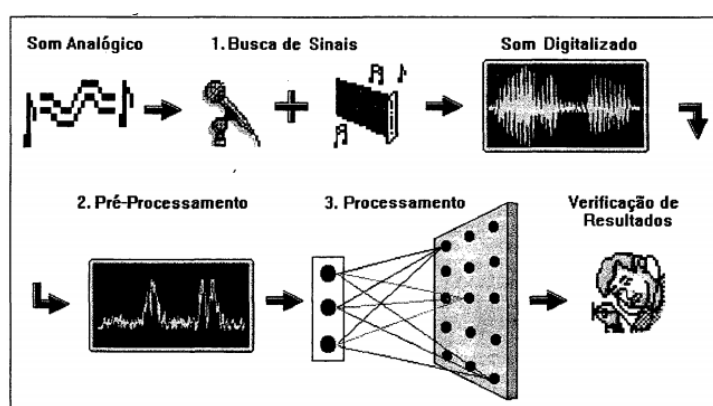 Som Analógico
1. Busca de Sinais
Som Digitalizado
2. Pré-Processamento
3. Processamento
Verificação de
Resultados